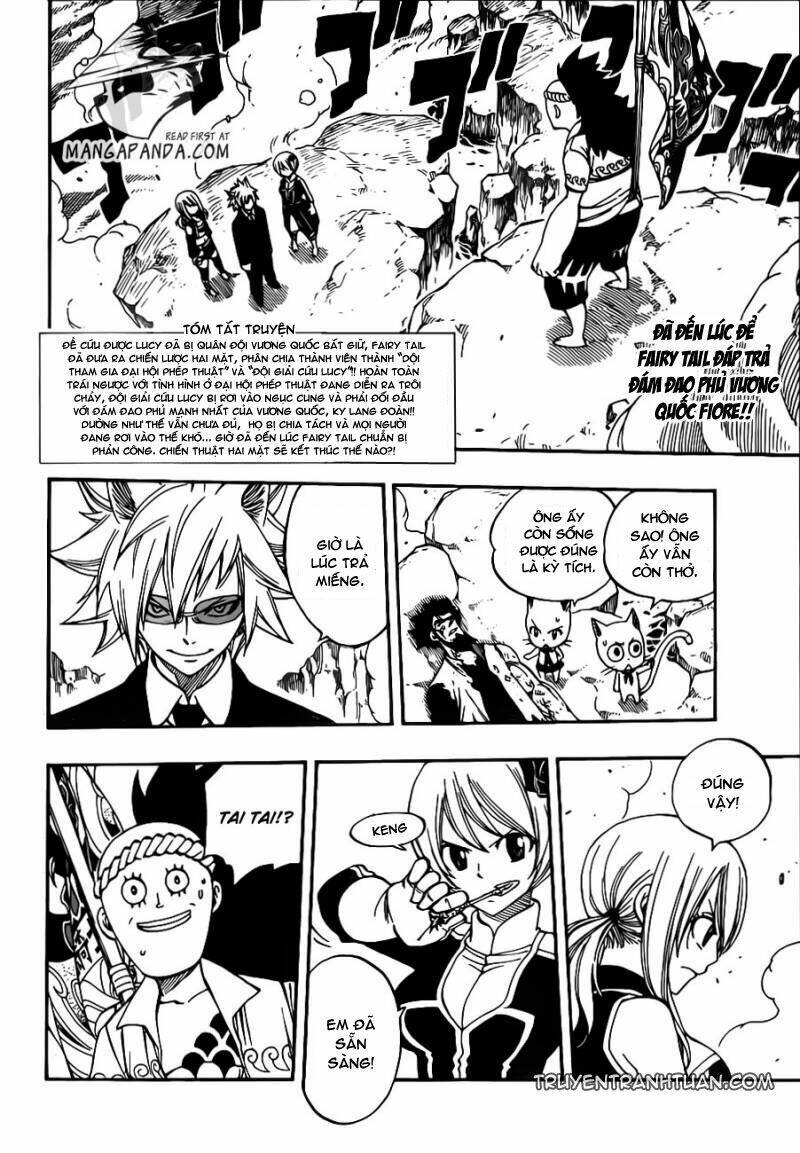 READ FIRST AT
MANGAPANDA.COM
ゴゴゴゴゴ
TÓM TẮT TRUYỆN
ĐỂ CỨU ĐƯỢC LUCY ĐÃ BỊ QUÂN ĐỘI VƯƠNG QUỐC BẮT GIỮ, FAIRY TAIL
ĐÃ ĐƯA RA CHIẾN LƯỢC HAI MẶT, PHÂN CHIA THÀNH VIÊN THÀNH "ĐỘI
THAM GIA ĐẠI HỘI PHÉP THUẬT" VÀ "ĐỘI GIẢI CỨU LUCY"!! HOÀN TOÀN
TRÁI NGƯỢC VỚI TÌNH HÌNH Ở ĐẠI HỘI PHÉP THUẬT ĐANG DIỄN RA TRÔI
CHẢY, ĐỘI GIẢI CỨU LUCY BỊ RƠI VÀO NGỤC CUNG VÀ PHẢI ĐỐI ĐẦU
VỚI ĐÁM ĐAO PHỦ MẠNH NHẤT CỦA VƯƠNG QUỐC, KỴ LANG ĐOÀN!!
DƯỜNG NHƯ THẾ VẪN CHƯA ĐỦ, HỌ BỊ CHIA TÁCH VÀ MỌI NGƯỜI
ĐANG RƠI VÀO THẾ KHÓ... GIỜ ĐÃ ĐẾN LÚC FAIRY TAIL CHUẨN BỊ
PHẢN CÔNG. CHIẾN THUẬT HAI MẶT SẼ KẾT THÚC THẾ NÀO?!
ĐÃ ĐẾN LÚC ĐỂ
FAIRY TAIL ĐÁP TRẢ
ĐÁM ĐAO PHỦ VƯƠNG
QUỐC FIORE!!
GIỜ LÀ
LÚC TRẢ
MIẾNG.
ÔNG ẤY
CÒN SỐNG
ĐƯỢC ĐÚNG
LÀ KỲ TÍCH.
KHÔNG
SAO! ÔNG
ẤY VẪN
CÒN THỞ.
TAI TAI!?
KENG
EM ĐÃ
SẴN
SÀNG!
ĐÚNG
VẬY!
TRUYENTRANHTUAN.COM